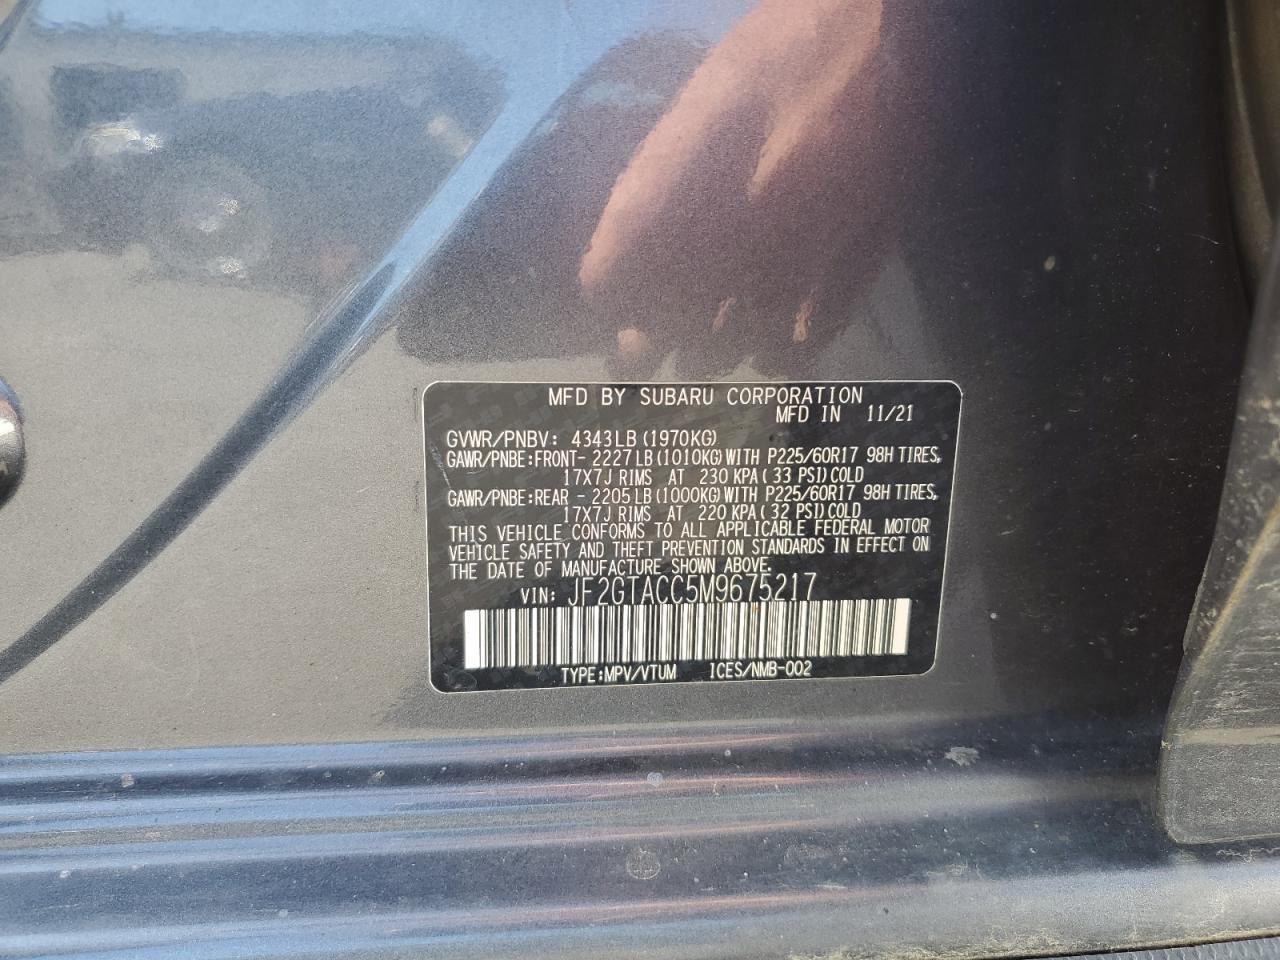 MFD BY SUBARU CORPORATION
MFD IN 11/21
GVWR/PNBV: 4343LB(1970KG)
GAWR/PNBE:FRONT- 2227LB(1010KG)WITH P225/60R17 98H TIRES,
17X7J RIMS AT 230 KPA( 33 PSI)COLD
GAWR/PNBE:REAR - 2205LB(1000KG)WITH P225/60R17 98H TIRES,
17X7J RIMS AT 220 KPA( 32 PSI)COLD
THIS VEHICLE CONFORMS TO ALL APPLICABLE FEDERAL MOTOR
VEHICLE SAFETY AND THEFT PREVENTION STANDARDS IN EFFECT ON
THE DATE OF MANUFACTURE SHOWN ABOVE.
VIN: JF2GTACC5M9675217
TYPE:MPV/VTUM ICES/NMB-002